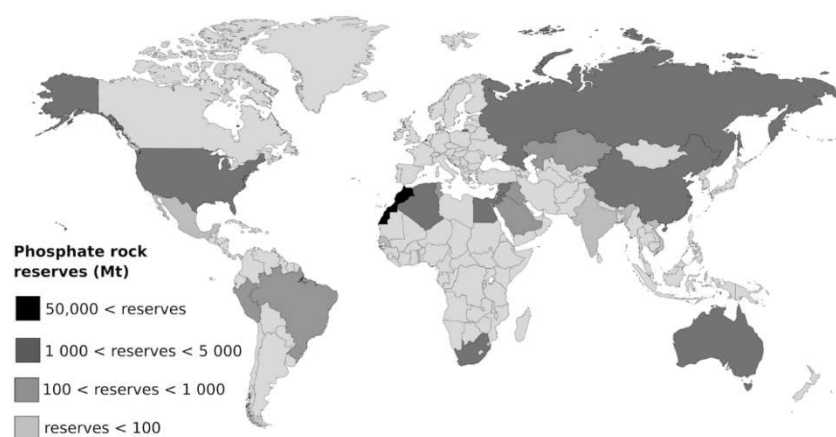 Phosphate rock
reserves (Mt)
50,000 < reserves
1 000 < reserves < 5 000
100 < reserves < 1 000
reserves < 100